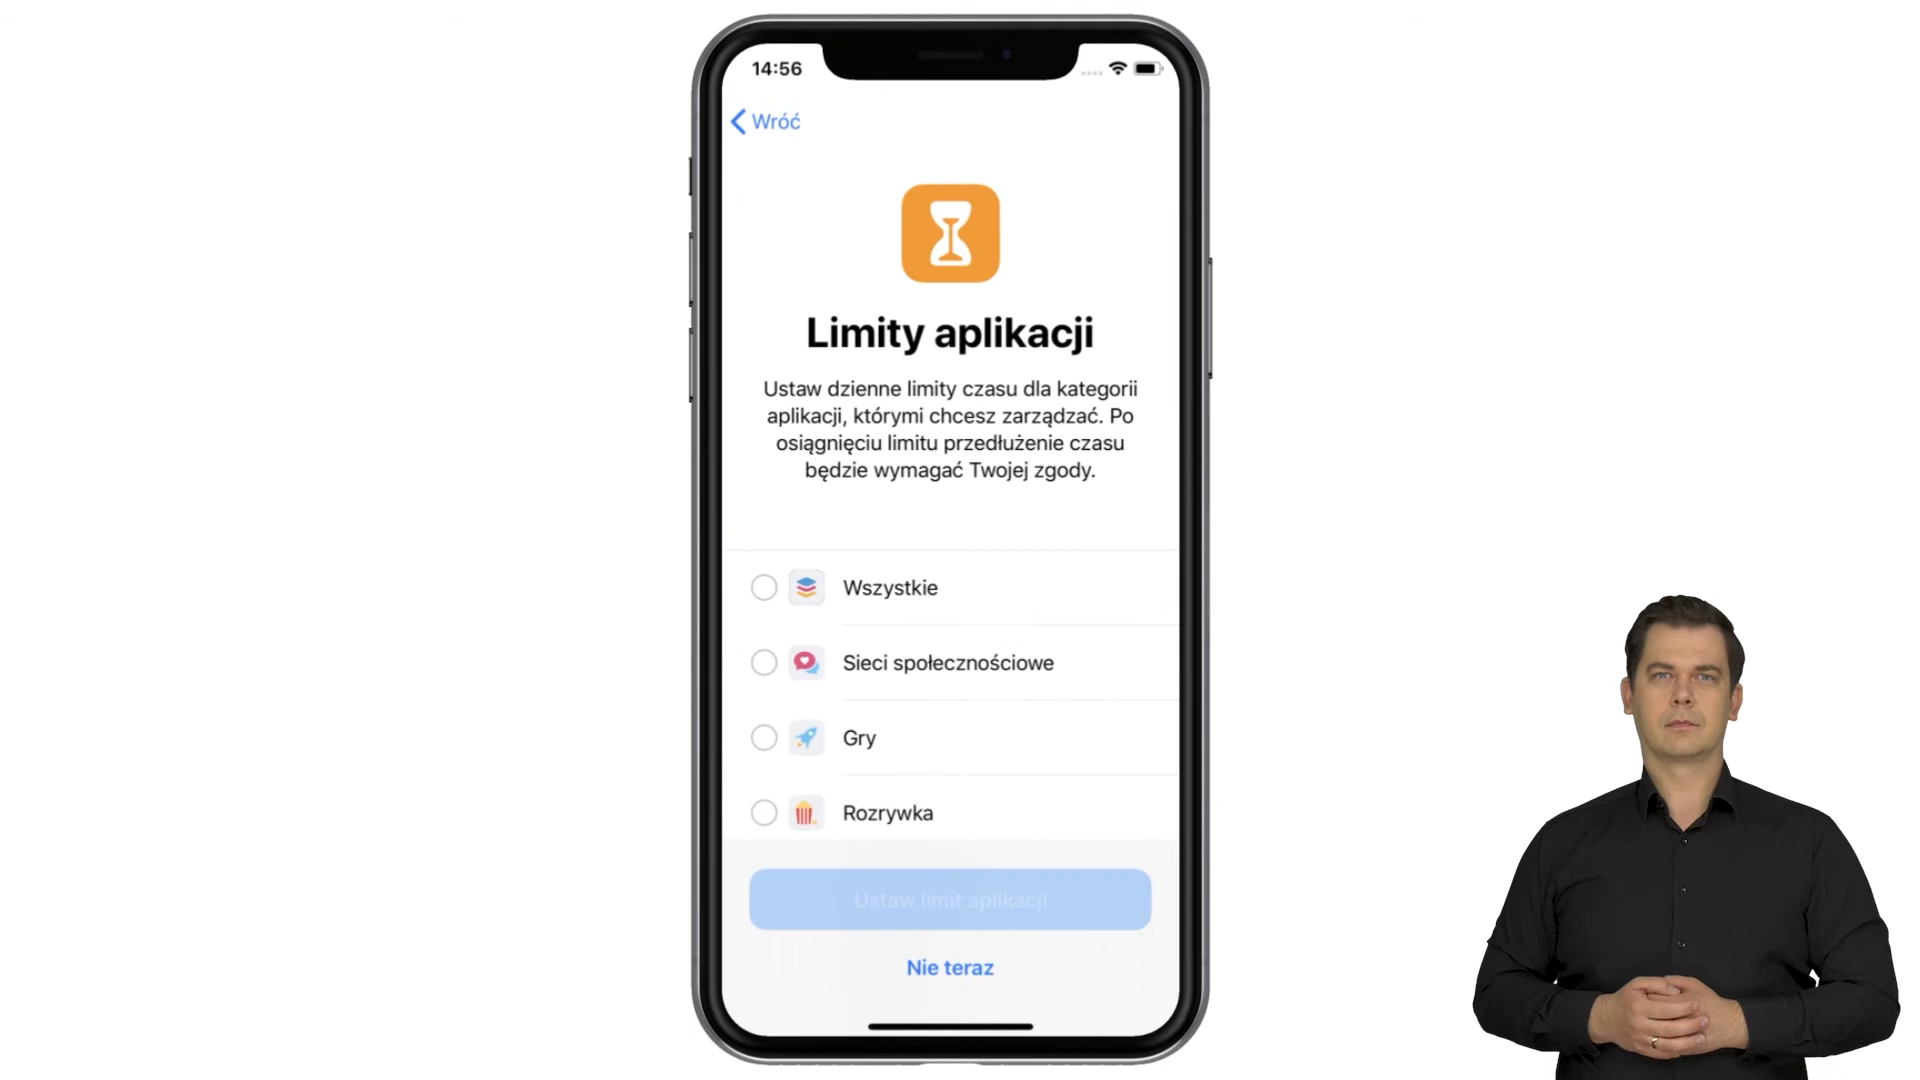 14:56
Wróć
Limity aplikacji
Ustaw dzienne limity czasu dla kategorii
aplikacji, którymi chcesz zarządzać. Po
osiągnięciu limitu przedłużenie czasu
będzie wymagać Twojej zgody.
Wszystkie
Sieci społecznościowe
Gry
Rozrywka
Ustaw limit aplikacji
Nie teraz